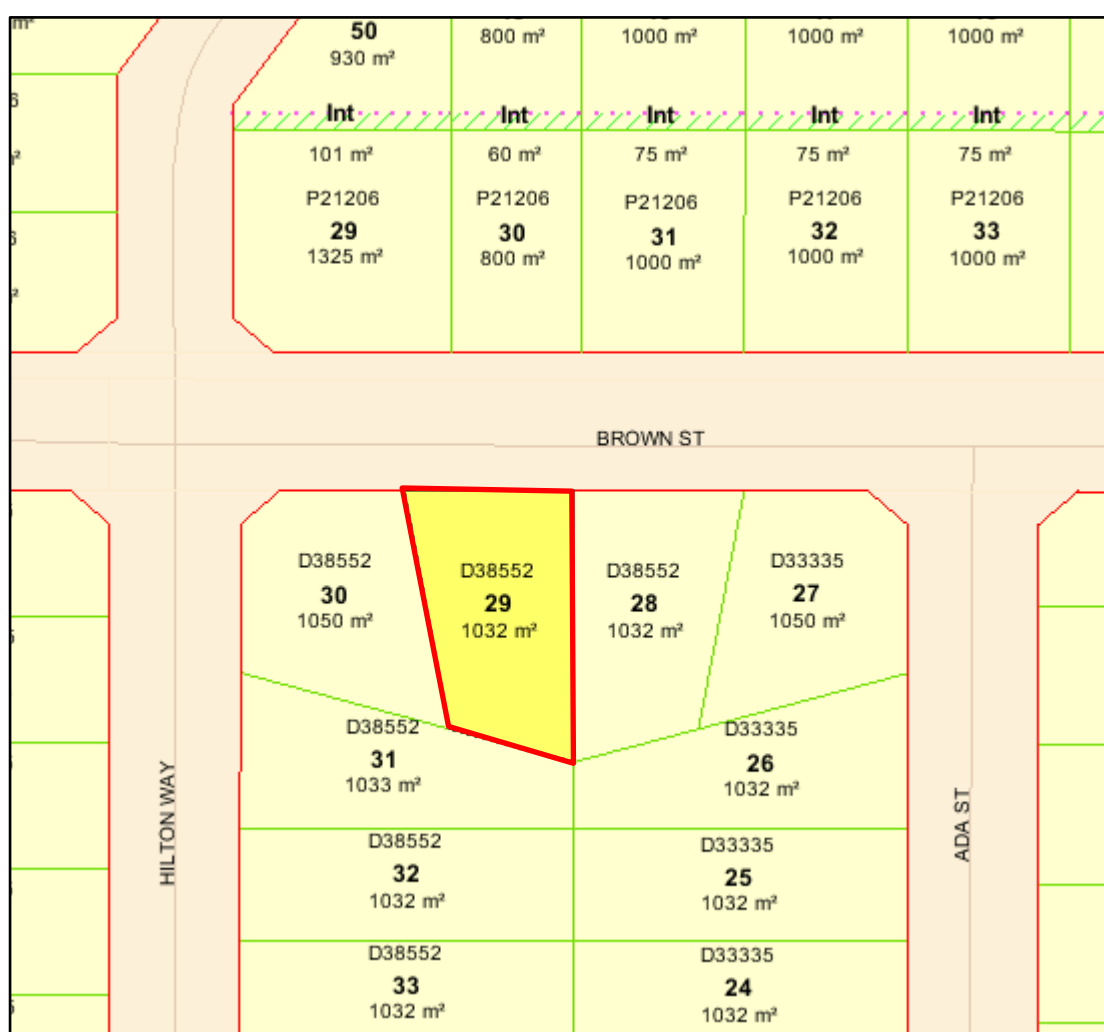 m²
50
930 m²
800 m²
1000 m²
1000 m²
1000 m²
Int
Int
Int
Int
Int
101 m²
60 m²
75 m²
75 m²
75 m²
P21206
29
1325 m²
P21206
30
800 m²
P21206
31
1000 m²
P21206
32
1000 m²
P21206
33
1000 m²
BROWN ST
D38552
30
1050 m²
D38552
29
1032 m²
D38552
28
1032 m²
D33335
27
1050 m²
D38552
31
1033 m²
D33335
26
1032 m²
HILTON WAY
ADA ST
D38552
32
1032 m²
D33335
25
1032 m²
D38552
33
1032 m²
D33335
24
1032 m²